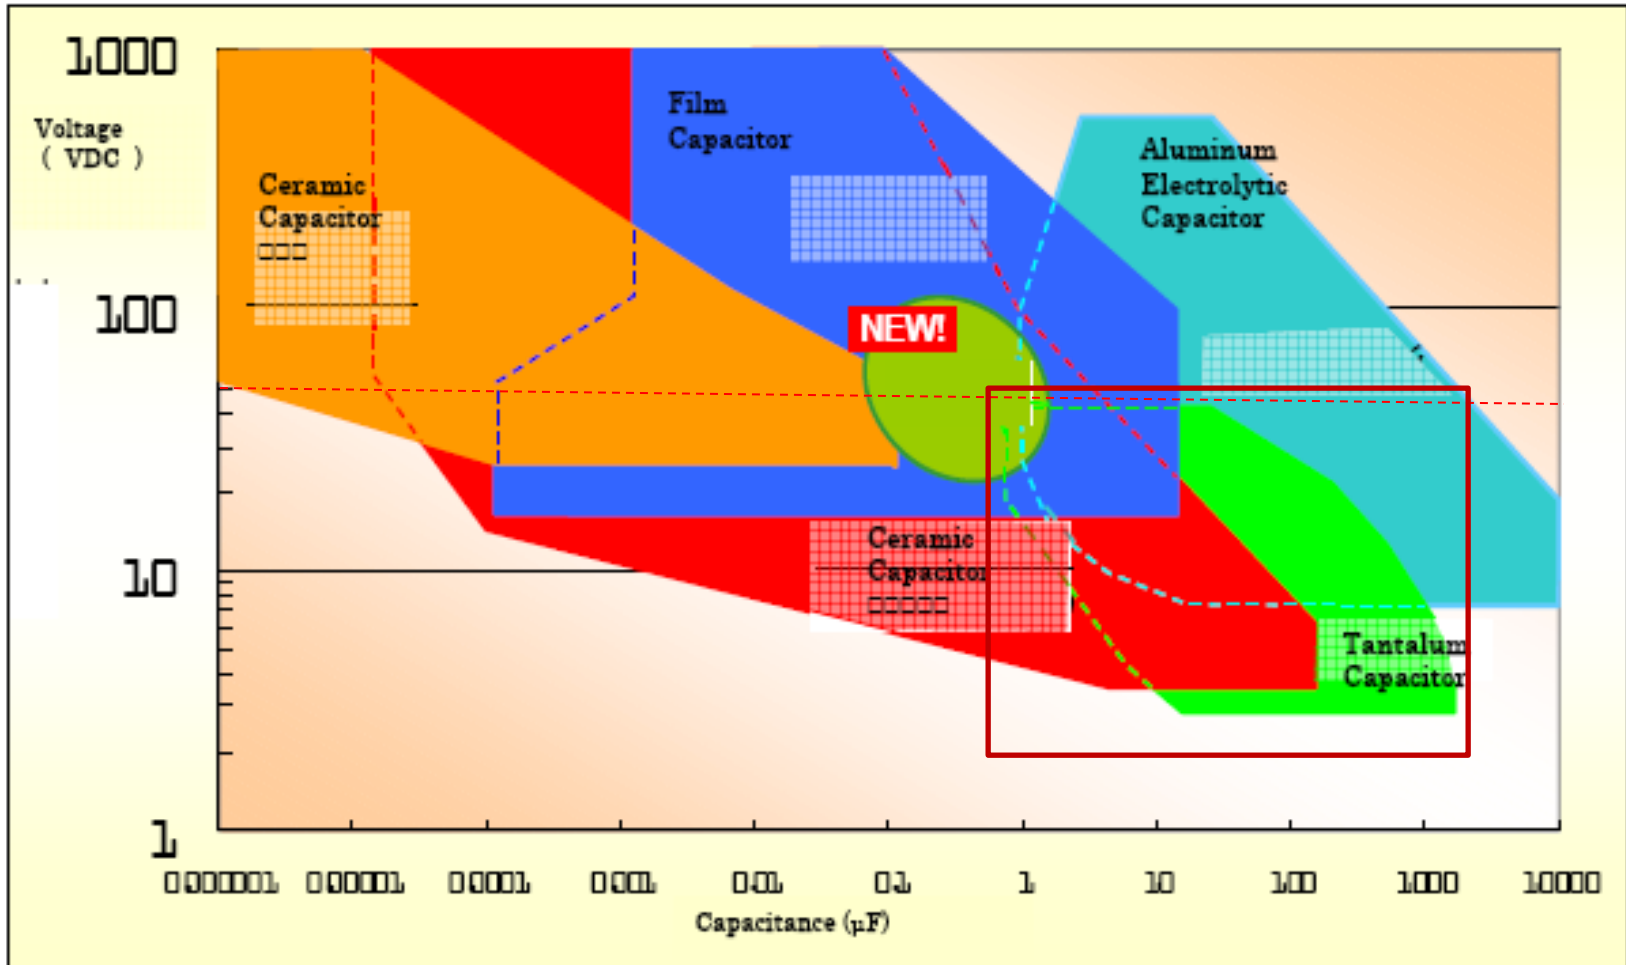 1000
Voltage
( VDC )
Film
Capacitor
Aluminum
Electrolytic
Capacitor
Ceramic
Capacitor
□□□
100
NEW!
Ceramic
Capacitor
□□□□□
10
Tantalum
Capacitor
1
0.000001 0.00001 0.0001 0.001 0.01 0.1 1 10 100 1000 10000
Capacitance (µF)